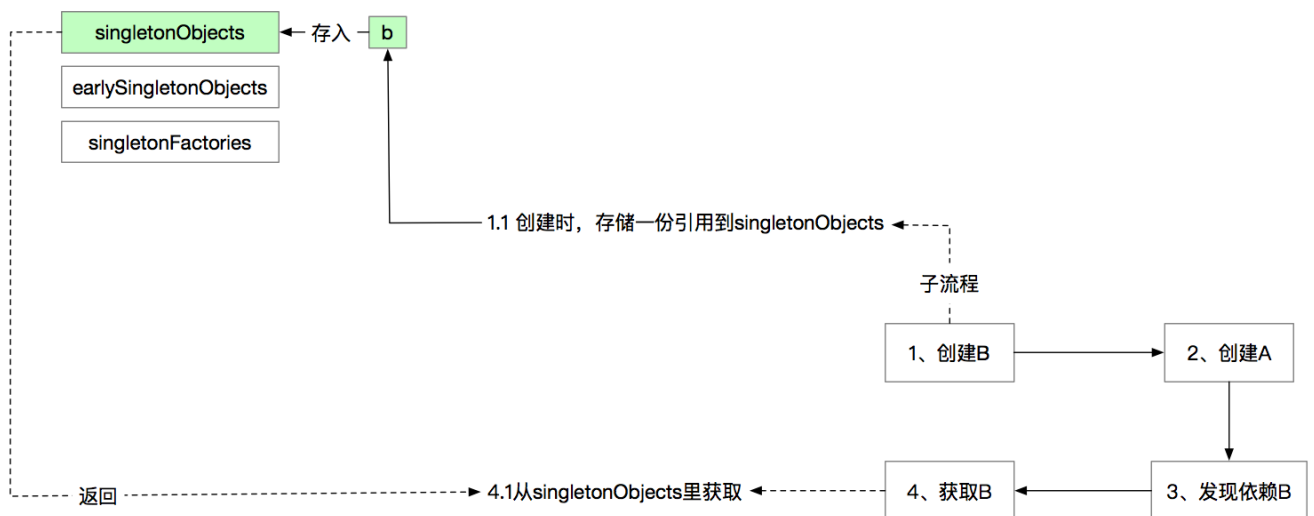 singletonObjects
存入
b
earlySingletonObjects
singletonFactories
1.1 创建时，存储一份引用到singletonObjects
子流程
1、创建B
2、创建A
返回
4.1从singletonObjects里获取
4、获取B
3、发现依赖B